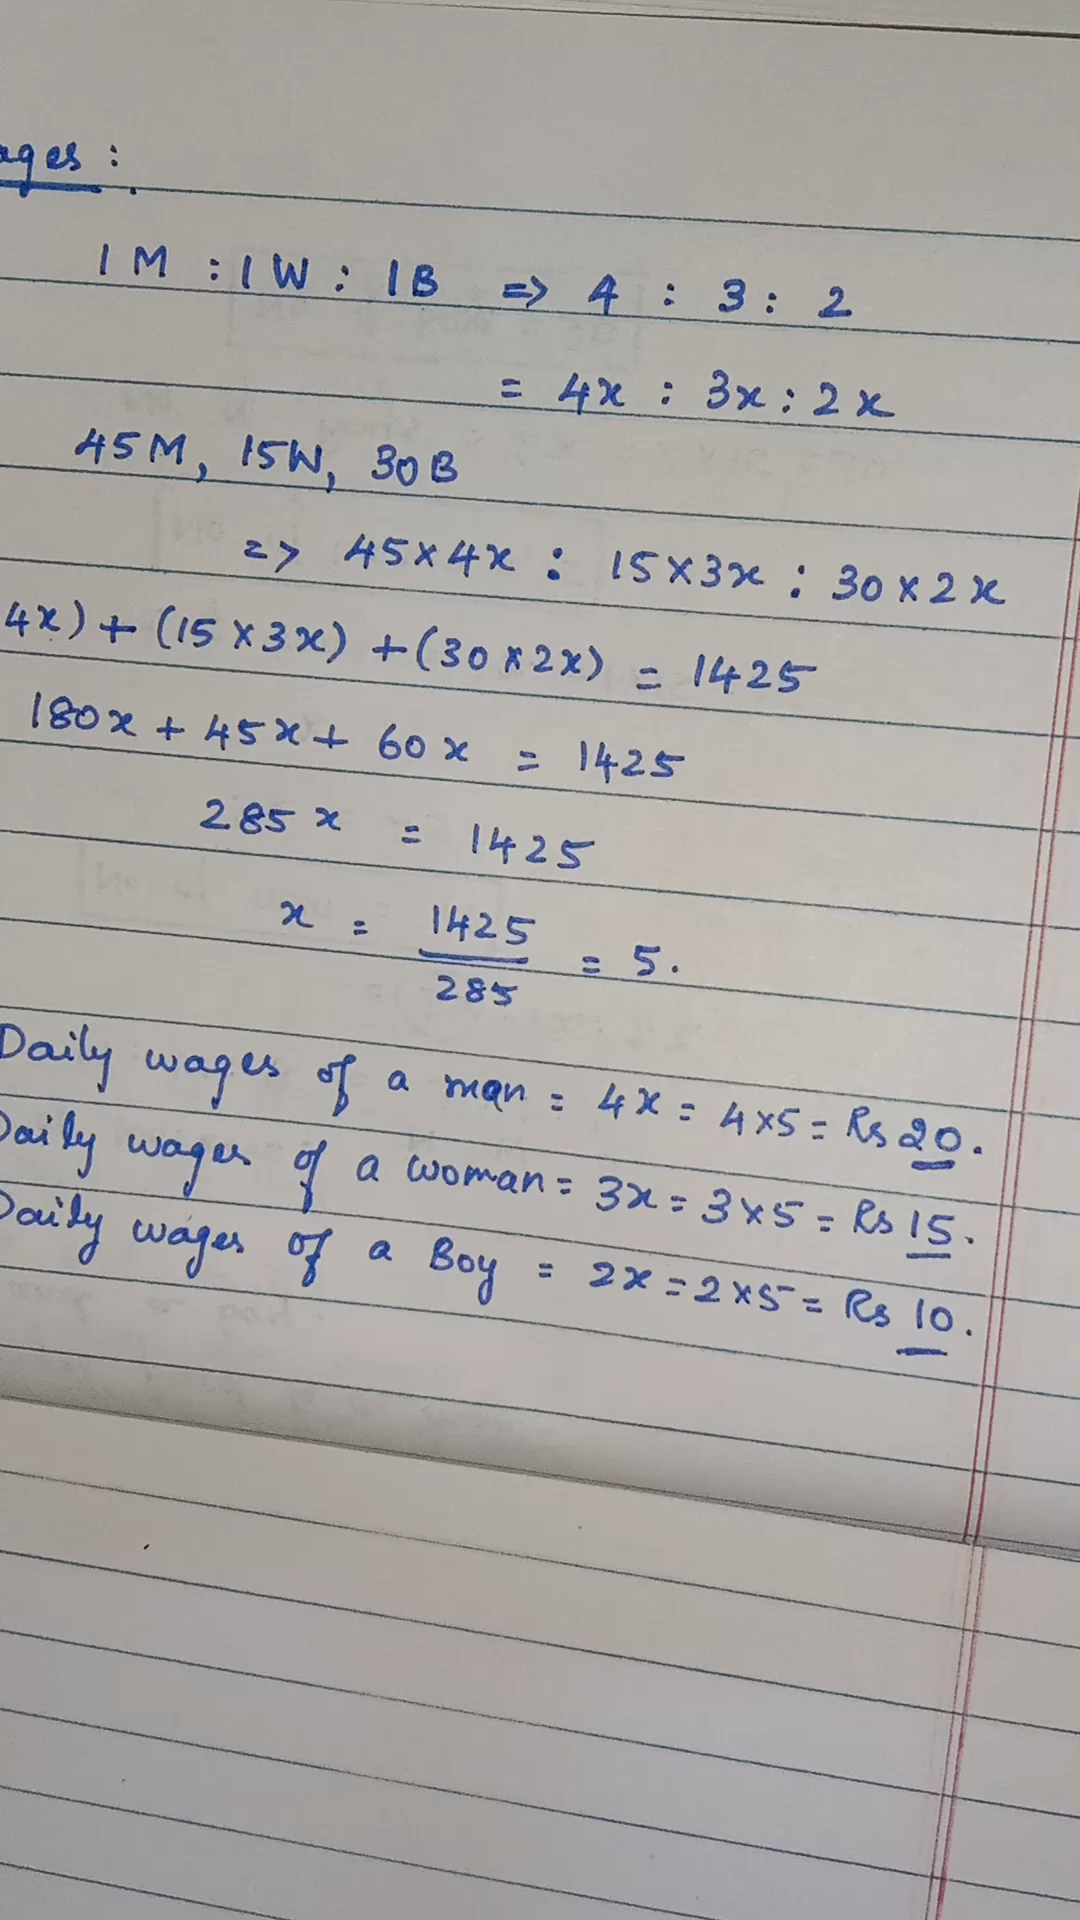 ages :
1M : 1W : 1B => 4 : 3 : 2
= 4x : 3x : 2x
45M, 15W, 30B
=> 45×4x : 15×3x : 30×2x
4x) + (15×3x) + (30×2x) = 1425
180x + 45x + 60x = 1425
285x = 1425
x = 1425/285 = 5.
Daily wages of a man = 4x = 4×5 = Rs 20.
Daily wages of a woman = 3x = 3×5 = Rs 15.
Daily wages of a Boy = 2x = 2×5 = Rs 10.